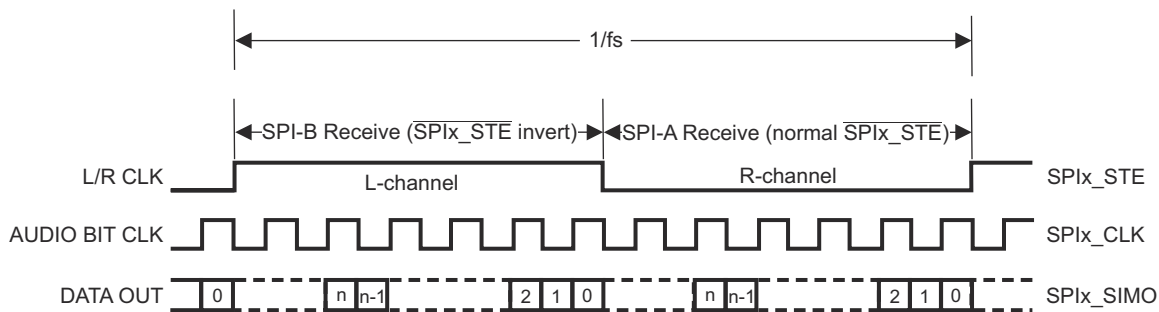 1/fs
SPI-B Receive (SPIx_STE invert) SPI-A Receive (normal SPIx_STE)
L/R CLK L-channel R-channel SPIx_STE
AUDIO BIT CLK SPIx_CLK
DATA OUT 0 n n-1 2 1 0 n n-1 2 1 0 SPIx_SIMO